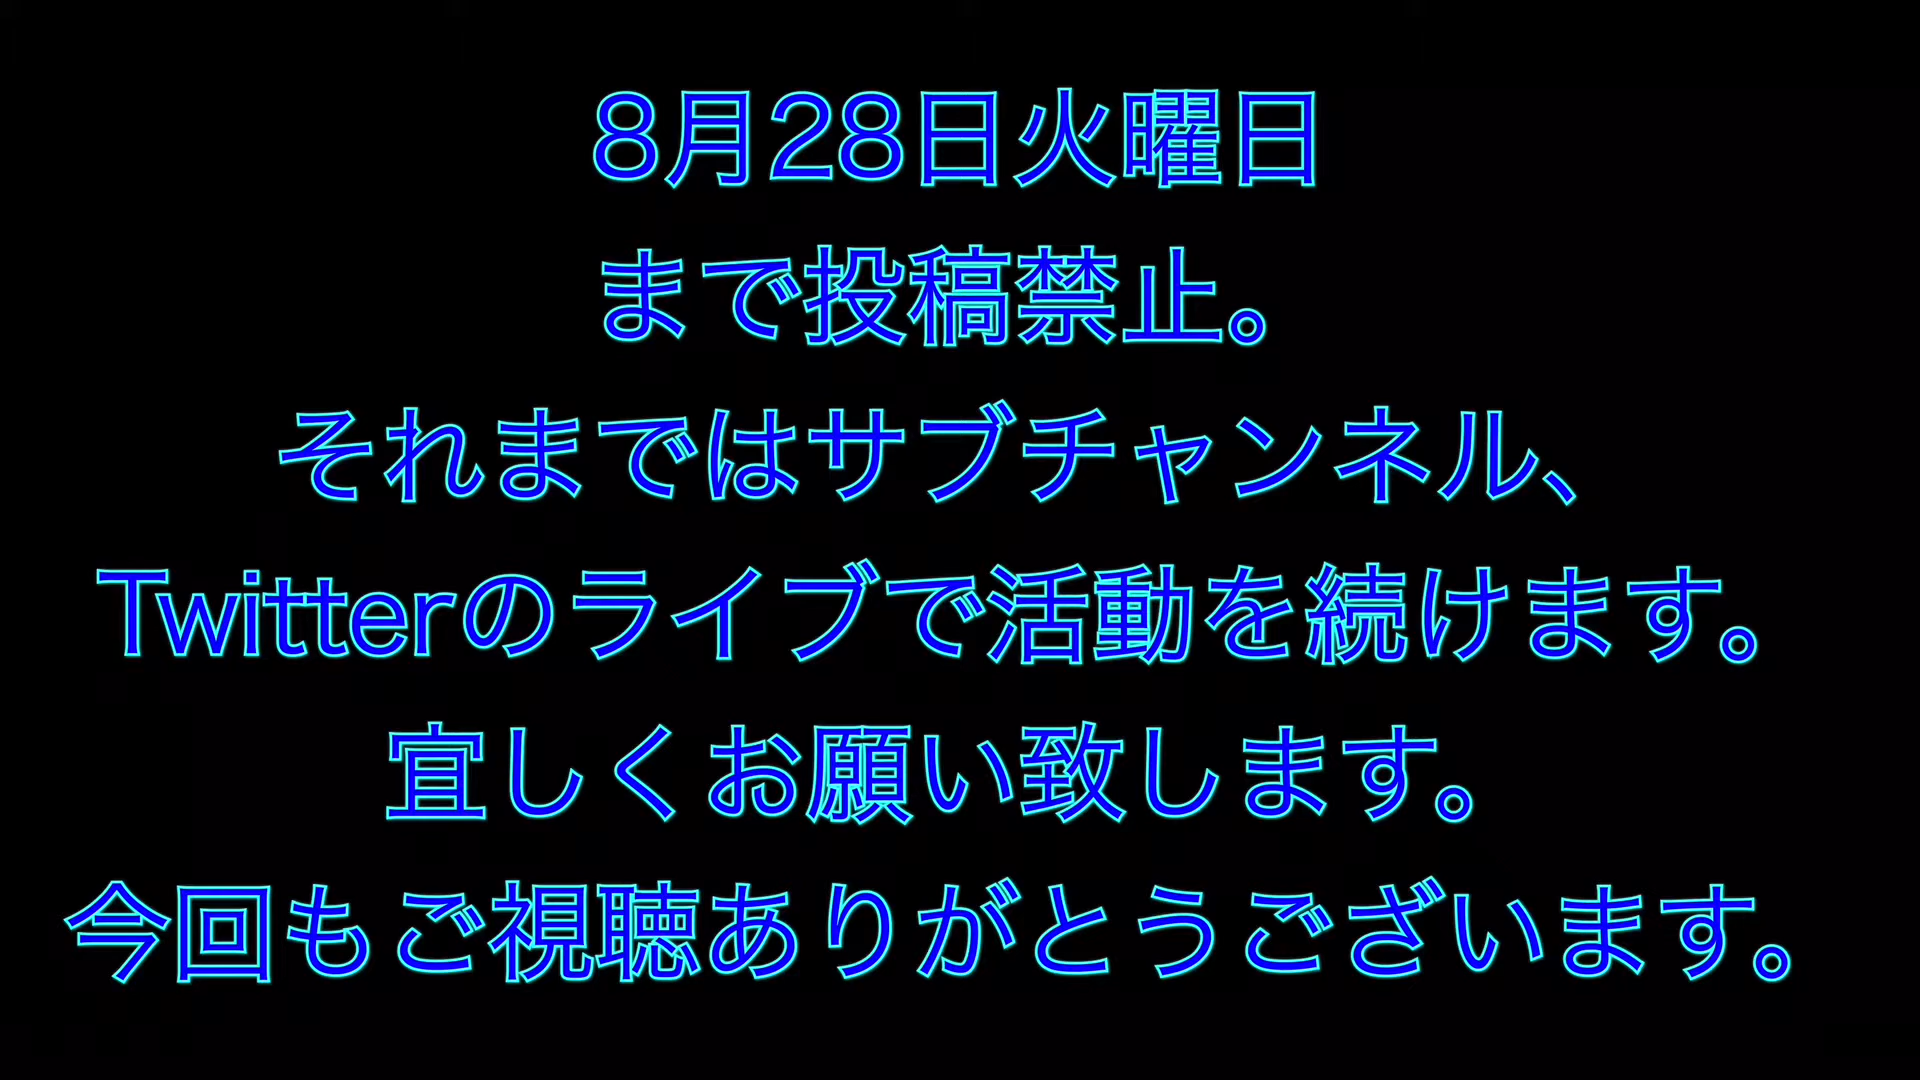 8月28日火曜日
まで投稿禁止。
それまではサブチャンネル、
Twitterのライブで活動を続けます。
宜しくお願い致します。
今回もご視聴ありがとうございます。